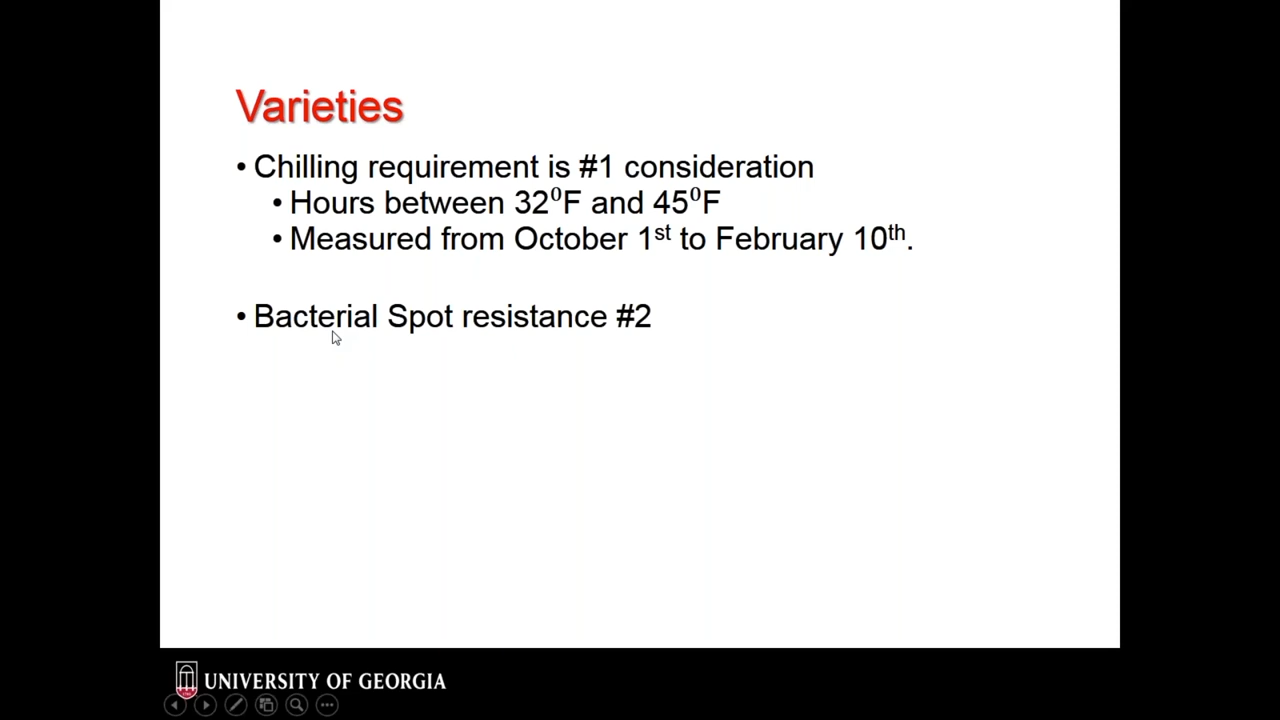 Varieties
• Chilling requirement is #1 consideration
• Hours between 32⁰F and 45⁰F
• Measured from October 1st to February 10th.
• Bacterial Spot resistance #2
UNIVERSITY OF GEORGIA